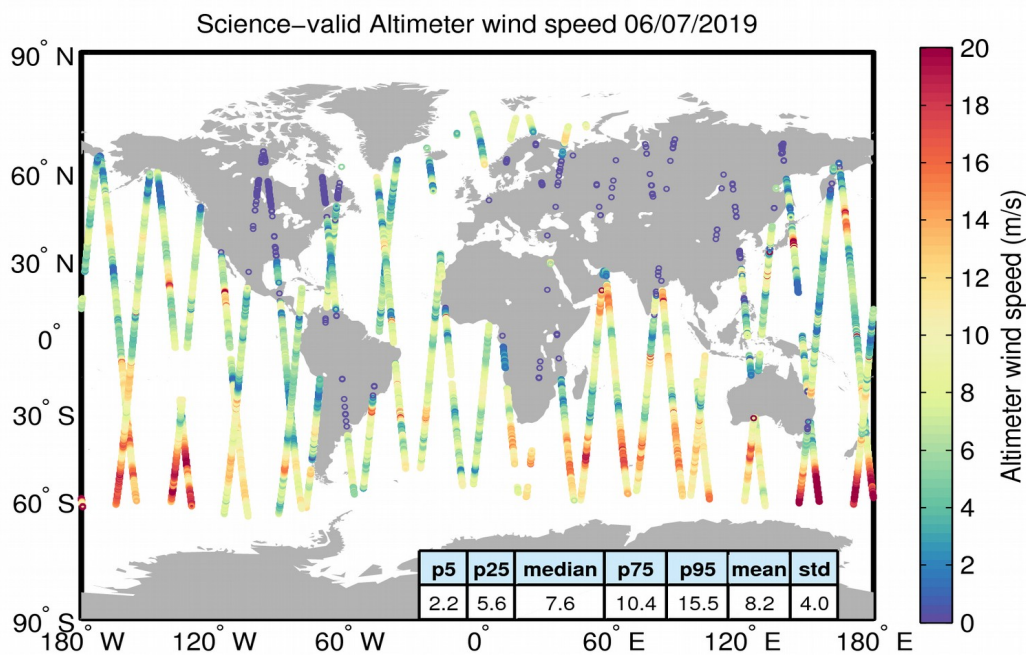 Science-valid Altimeter wind speed 06/07/2019
90° N
60° N
30° N
0°
30° S
60° S
90° S
180° W
120° W
60° W
0°
60° E
120° E
180° E
p5 p25 median p75 p95 mean std
2.2 5.6 7.6 10.4 15.5 8.2 4.0
20
18
16
14
12
10
8
6
4
2
0
Altimeter wind speed (m/s)